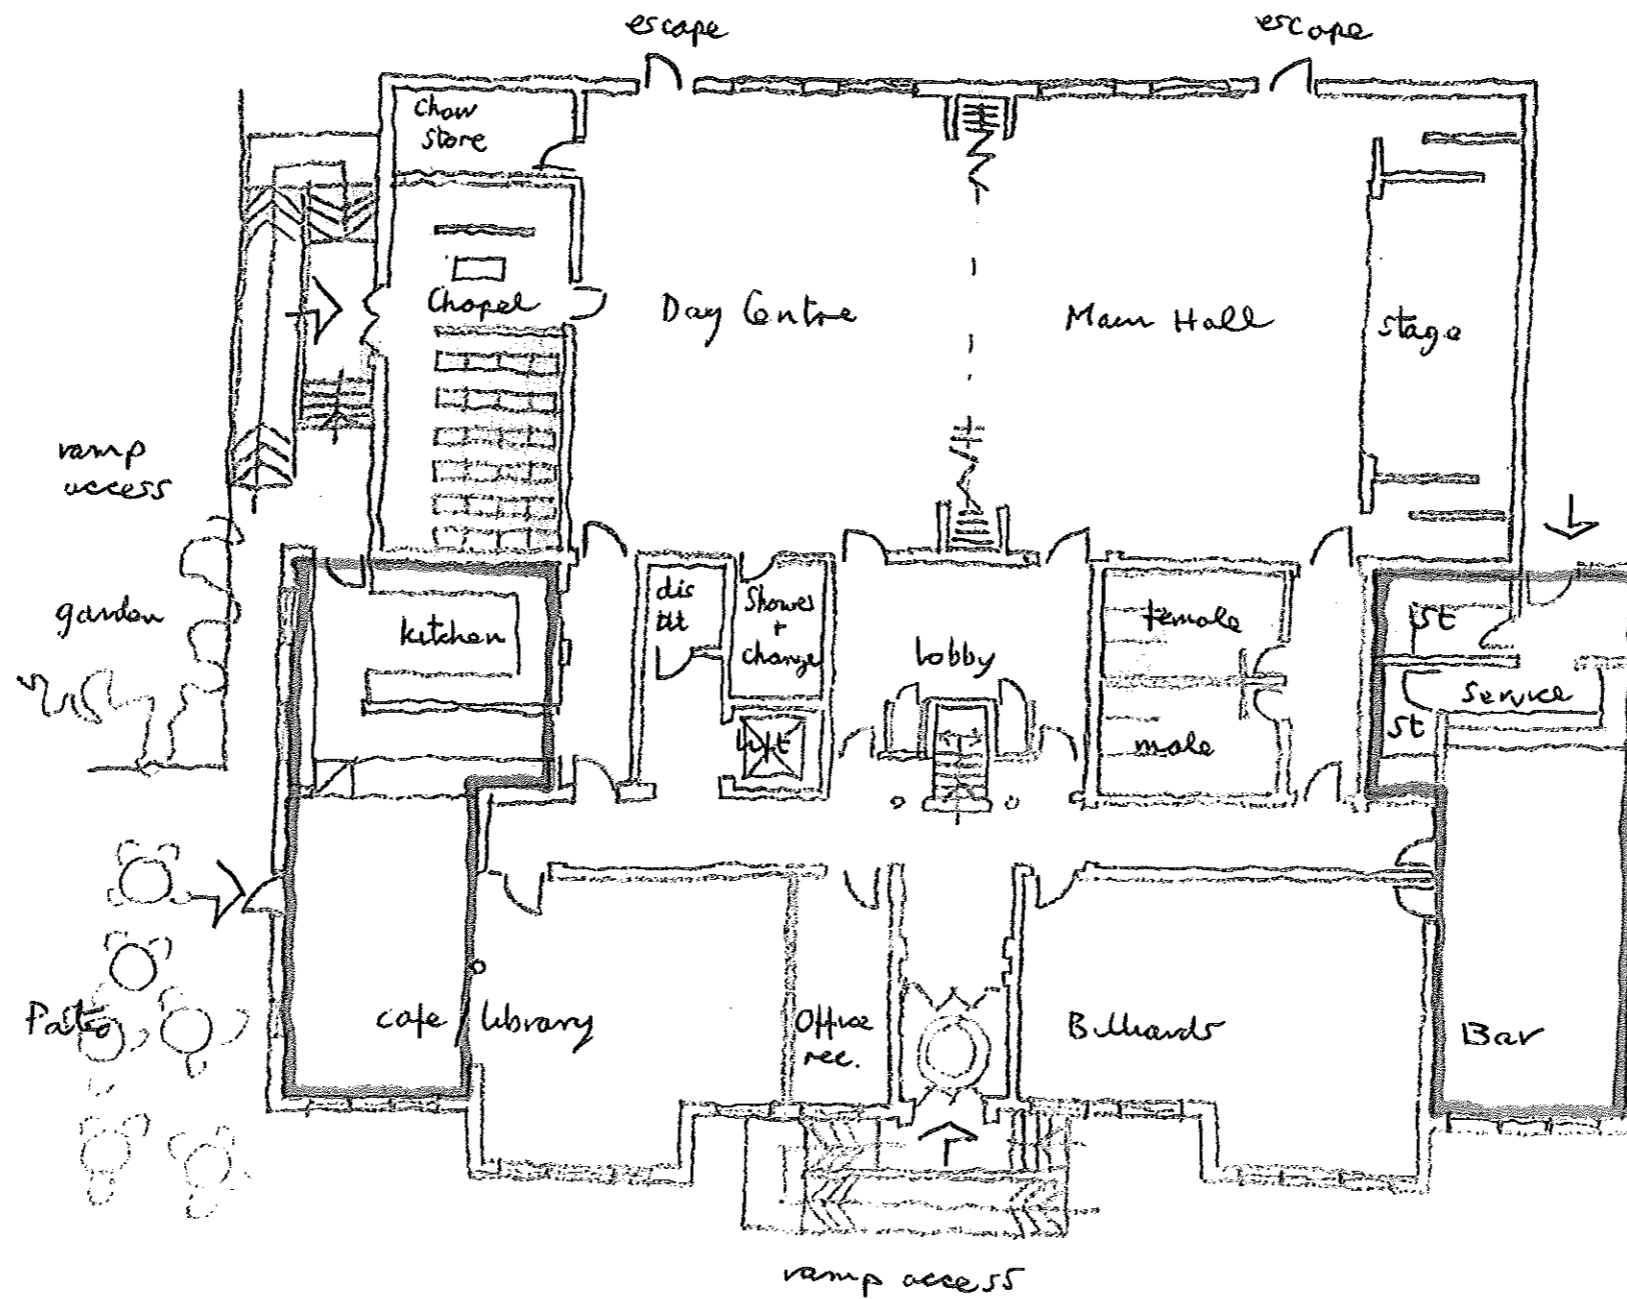 escape
escape
Chair
Store
Chapel
Day Centre
Main Hall
stage
ramp
access
garden
kitchen
dis
Shower
+
change
lobby
female
male
St
Service
St
lift
Patio
cafe / library
Office
rec.
Billiards
Bar
ramp access